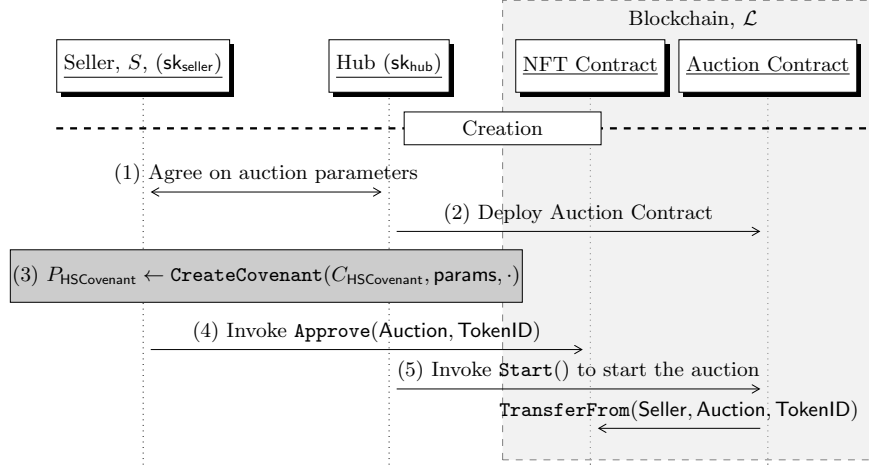 Blockchain, ℒ
Seller, S, (sk_seller)
Hub (sk_hub)
NFT Contract
Auction Contract
Creation
(1) Agree on auction parameters
(2) Deploy Auction Contract
(3) P_HSCovenant ← CreateCovenant(C_HSCovenant, params, ·)
(4) Invoke Approve(Auction, TokenID)
(5) Invoke Start() to start the auction
TransferFrom(Seller, Auction, TokenID)